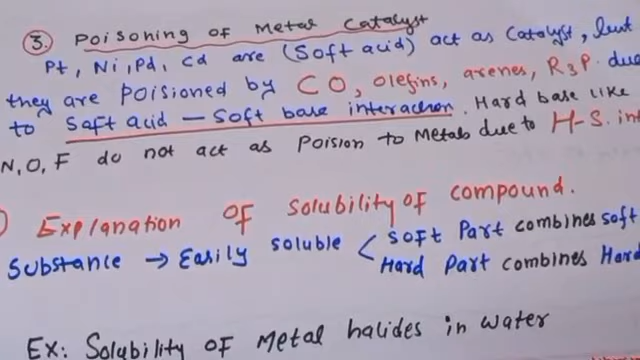 3. Poisoning of Metal Catalyst
Pt, Ni, Pd, Cd are (Soft acid) act as Catalyst, but
they are poisioned by CO, olefins, arenes, R3P due
to Saft acid – Soft base interaction. Hard base like
N, O, F do not act as Poision to Metals due to H-S. int
Explanation of Solubility of compound.
Substance → Easily soluble < Soft Part combines soft
Hard Part combines Hard
Ex: Solubility of Metal halides in water